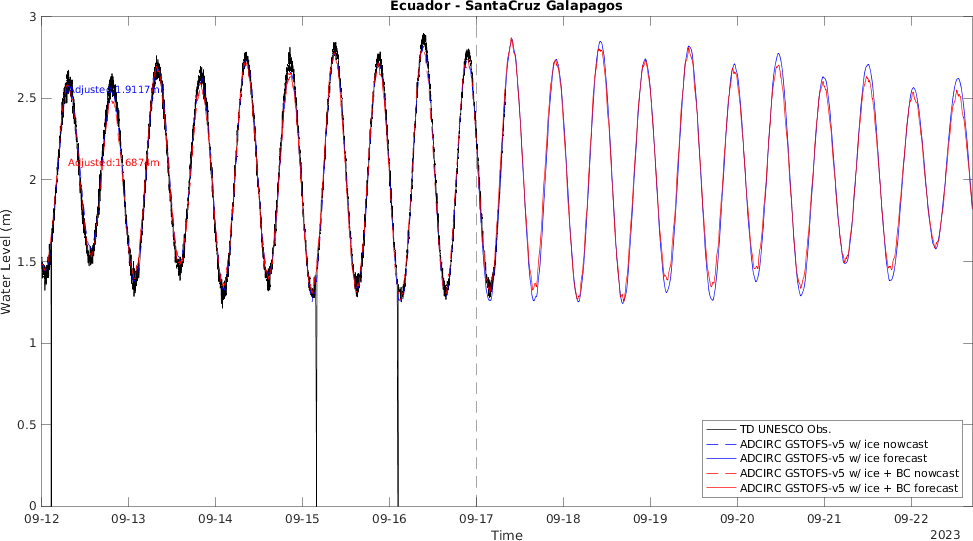 Ecuador - SantaCruz Galapagos
3
2.5
2
1.5
1
0.5
0
Water Level (m)
Adjusted:1.9117m
Adjusted:1.6874m
TD UNESCO Obs.
ADCIRC GSTOFS-v5 w/ ice nowcast
ADCIRC GSTOFS-v5 w/ ice forecast
ADCIRC GSTOFS-v5 w/ ice + BC nowcast
ADCIRC GSTOFS-v5 w/ ice + BC forecast
09-12 09-13 09-14 09-15 09-16 09-17 09-18 09-19 09-20 09-21 09-22
Time
2023